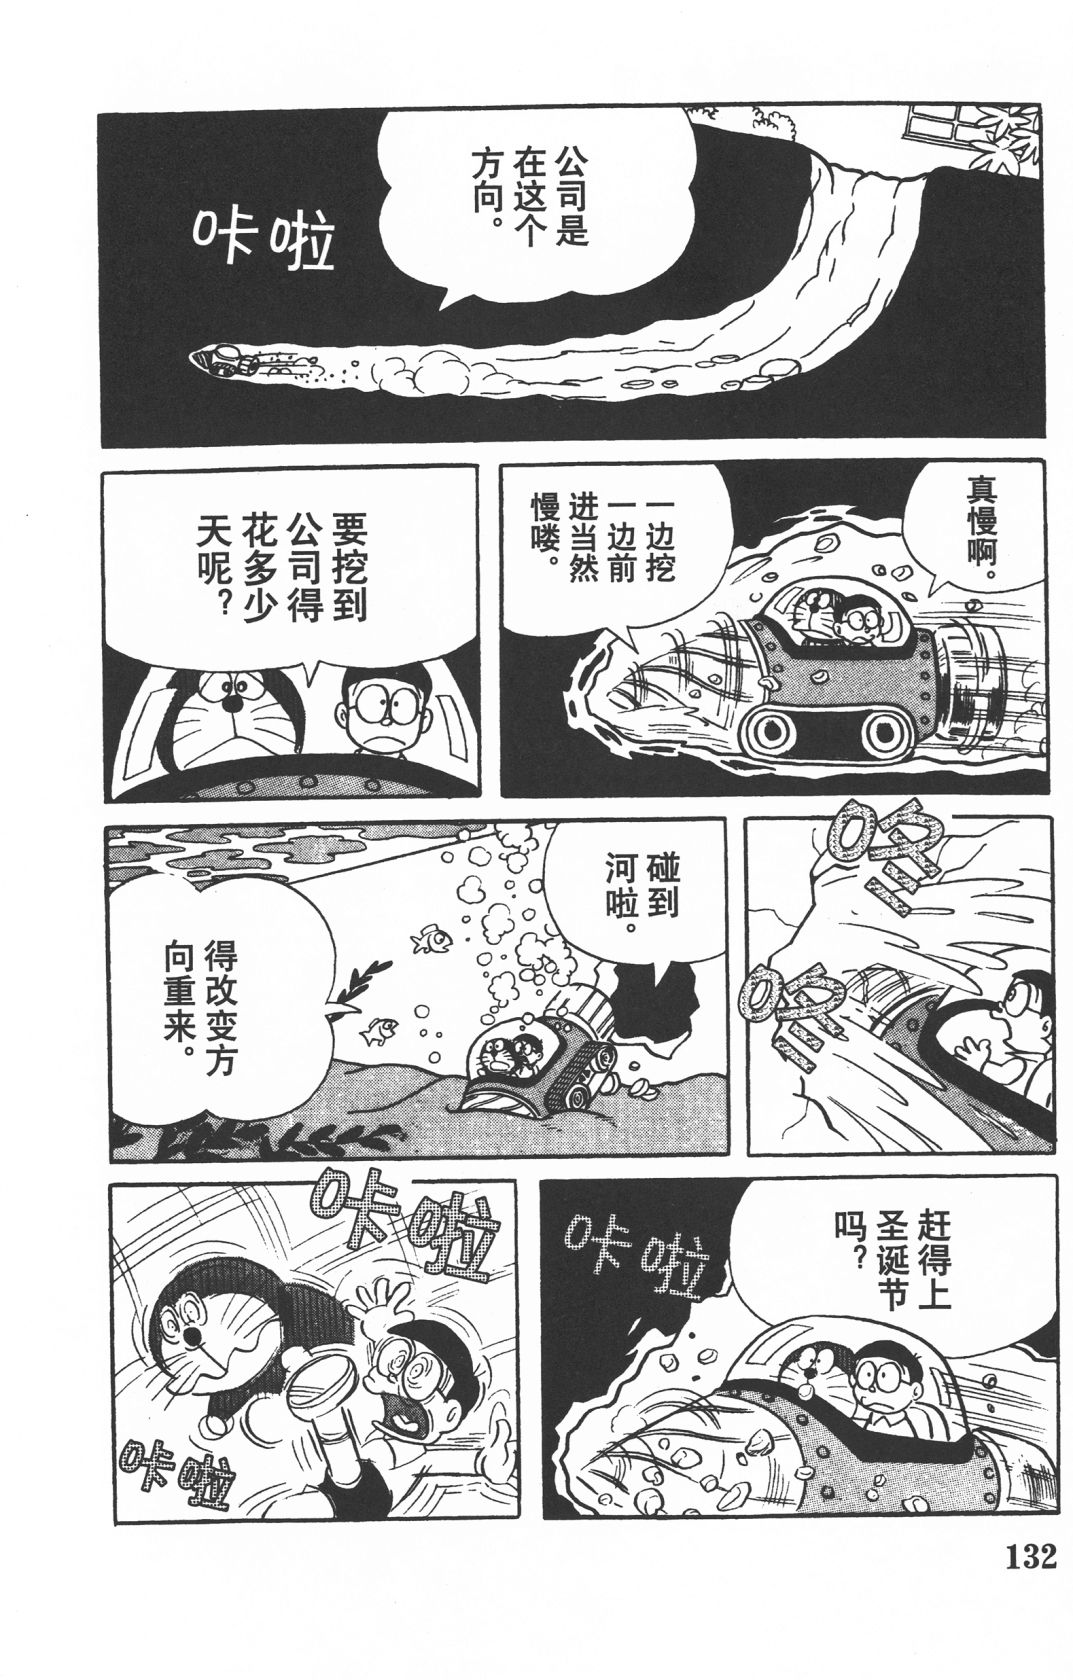 公司是
在这个
方向。
咔啦
真慢啊。
一边挖
一边前
进当然
慢喽。
要挖到
公司得
花多少
天呢？
哎!!
哎!!
碰到
河啦。
得改变方
向重来。
赶得上
圣诞节
吗？
咔啦
咔啦
咔啦
132